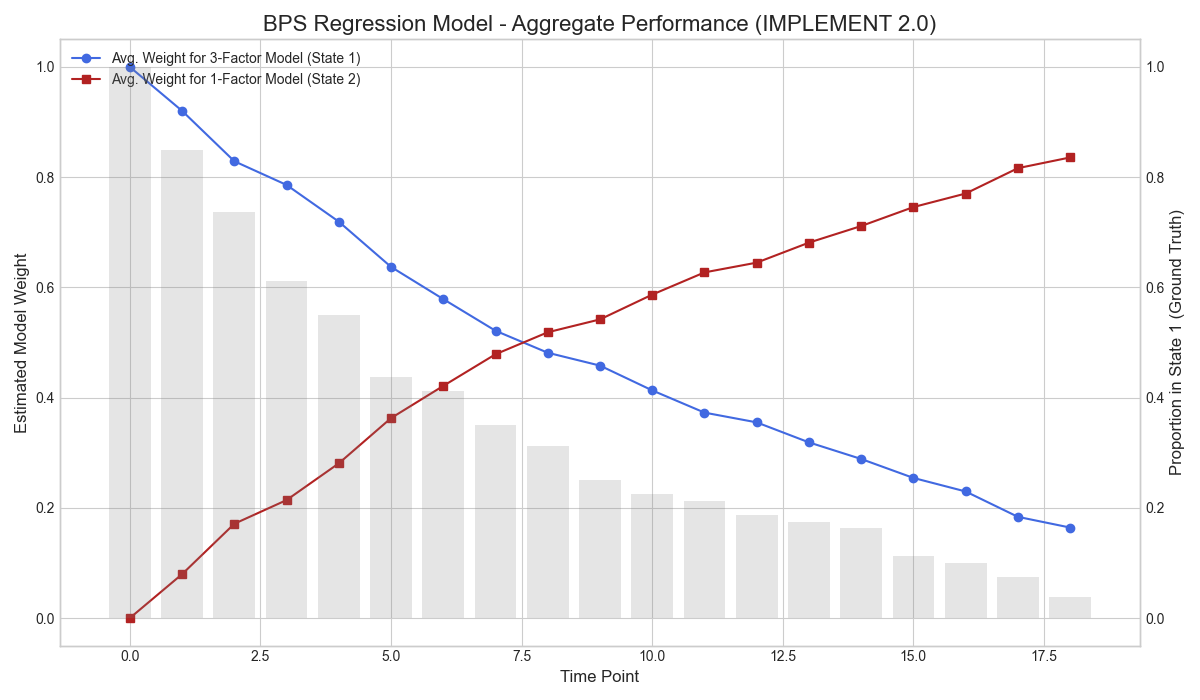 BPS Regression Model - Aggregate Performance (IMPLEMENT 2.0)
Avg. Weight for 3-Factor Model (State 1)
Avg. Weight for 1-Factor Model (State 2)
Estimated Model Weight
1.0
0.8
0.6
0.4
0.2
0.0
1.0
0.8
0.6
0.4
0.2
0.0
Proportion in State 1 (Ground Truth)
0.0 2.5 5.0 7.5 10.0 12.5 15.0 17.5
Time Point